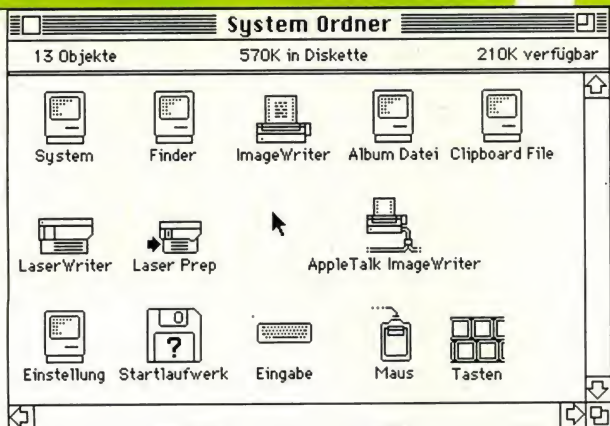 System Ordner
13 Objekte 570K in Diskette 210K verfügbar
System Finder ImageWriter Album Datei Clipboard File
LaserWriter Laser Prep AppleTalk ImageWriter
Einstellung Startlaufwerk Eingabe Maus Tasten